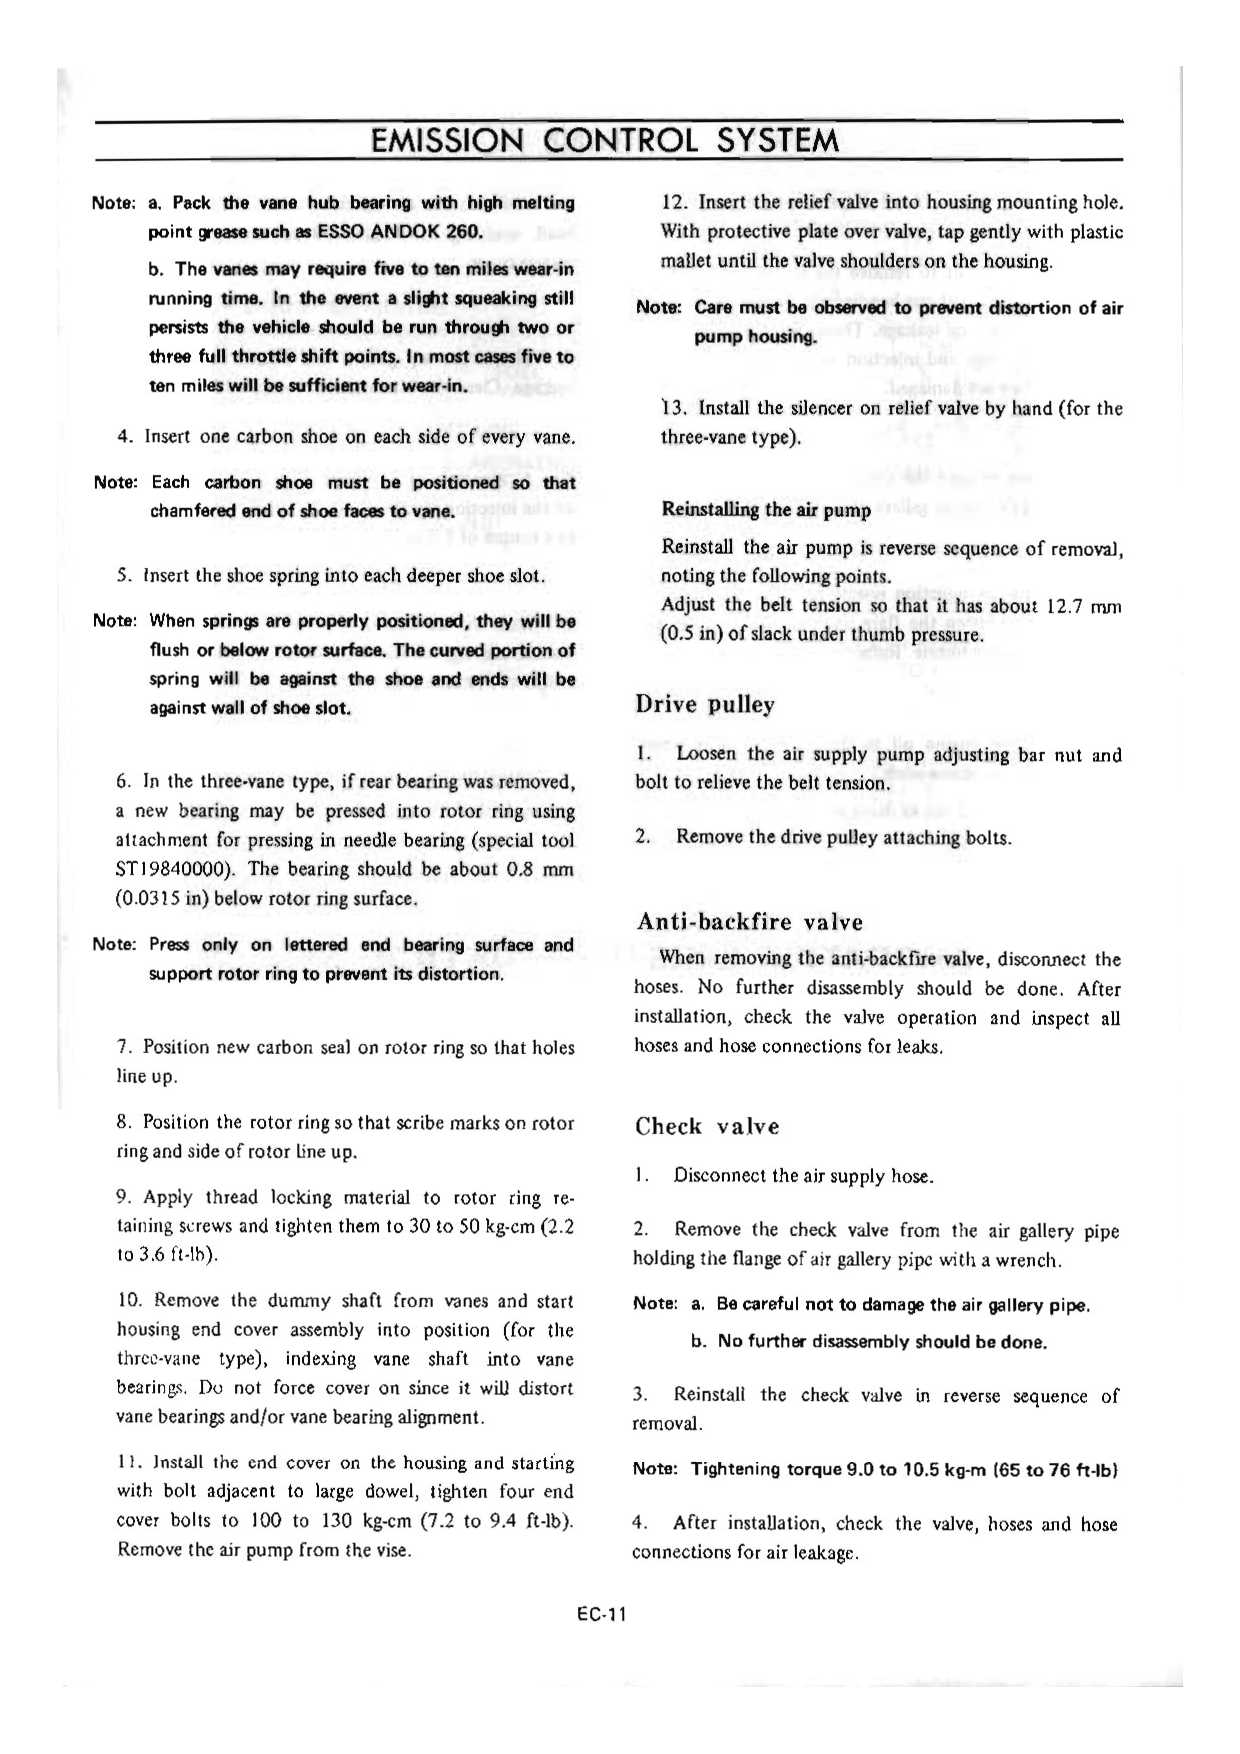 EMISSION CONTROL SYSTEM
Note: a. Pack the vane hub bearing with high melting
point grease such as ESSO ANDOK 260.
b. The vanes may require five to ten miles wear-in
running time. In the event a slight squeaking still
persists the vehicle should be run through two or
three full throttle shift points. In most cases five to
ten miles will be sufficient for wear-in.
4. Insert one carbon shoe on each side of every vane.
Note: Each carbon shoe must be positioned so that
chamfered end of shoe faces to vane.
5. Insert the shoe spring into each deeper shoe slot.
Note: When springs are properly positioned, they will be
flush or below rotor surface. The curved portion of
spring will be against the shoe and ends will be
against wall of shoe slot.
6. In the three-vane type, if rear bearing was removed,
a new bearing may be pressed into rotor ring using
attachment for pressing in needle bearing (special tool
ST19840000). The bearing should be about 0.8 mm
(0.0315 in) below rotor ring surface.
Note: Press only on lettered end bearing surface and
support rotor ring to prevent its distortion.
7. Position new carbon seal on rotor ring so that holes
line up.
8. Position the rotor ring so that scribe marks on rotor
ring and side of rotor line up.
9. Apply thread locking material to rotor ring re-
taining screws and tighten them to 30 to 50 kg-cm (2.2
to 3.6 ft-lb).
10. Remove the dummy shaft from vanes and start
housing end cover assembly into position (for the
three-vane type), indexing vane shaft into vane
bearings. Do not force cover on since it will distort
vane bearings and/or vane bearing alignment.
11. Install the end cover on the housing and starting
with bolt adjacent to large dowel, tighten four end
cover bolts to 100 to 130 kg-cm (7.2 to 9.4 ft-lb).
Remove the air pump from the vise.
12. Insert the relief valve into housing mounting hole.
With protective plate over valve, tap gently with plastic
mallet until the valve shoulders on the housing.
Note: Care must be observed to prevent distortion of air
pump housing.
13. Install the silencer on relief valve by hand (for the
three-vane type).
Reinstalling the air pump
Reinstall the air pump is reverse sequence of removal,
noting the following points.
Adjust the belt tension so that it has about 12.7 mm
(0.5 in) of slack under thumb pressure.
Drive pulley
1. Loosen the air supply pump adjusting bar nut and
bolt to relieve the belt tension.
2. Remove the drive pulley attaching bolts.
Anti-backfire valve
When removing the anti-backfire valve, disconnect the
hoses. No further disassembly should be done. After
installation, check the valve operation and inspect all
hoses and hose connections for leaks.
Check valve
1. Disconnect the air supply hose.
2. Remove the check valve from the air gallery pipe
holding the flange of air gallery pipe with a wrench.
Note: a. Be careful not to damage the air gallery pipe.
b. No further disassembly should be done.
3. Reinstall the check valve in reverse sequence of
removal.
Note: Tightening torque 9.0 to 10.5 kg-m (65 to 76 ft-lb)
4. After installation, check the valve, hoses and hose
connections for air leakage.
EC-11